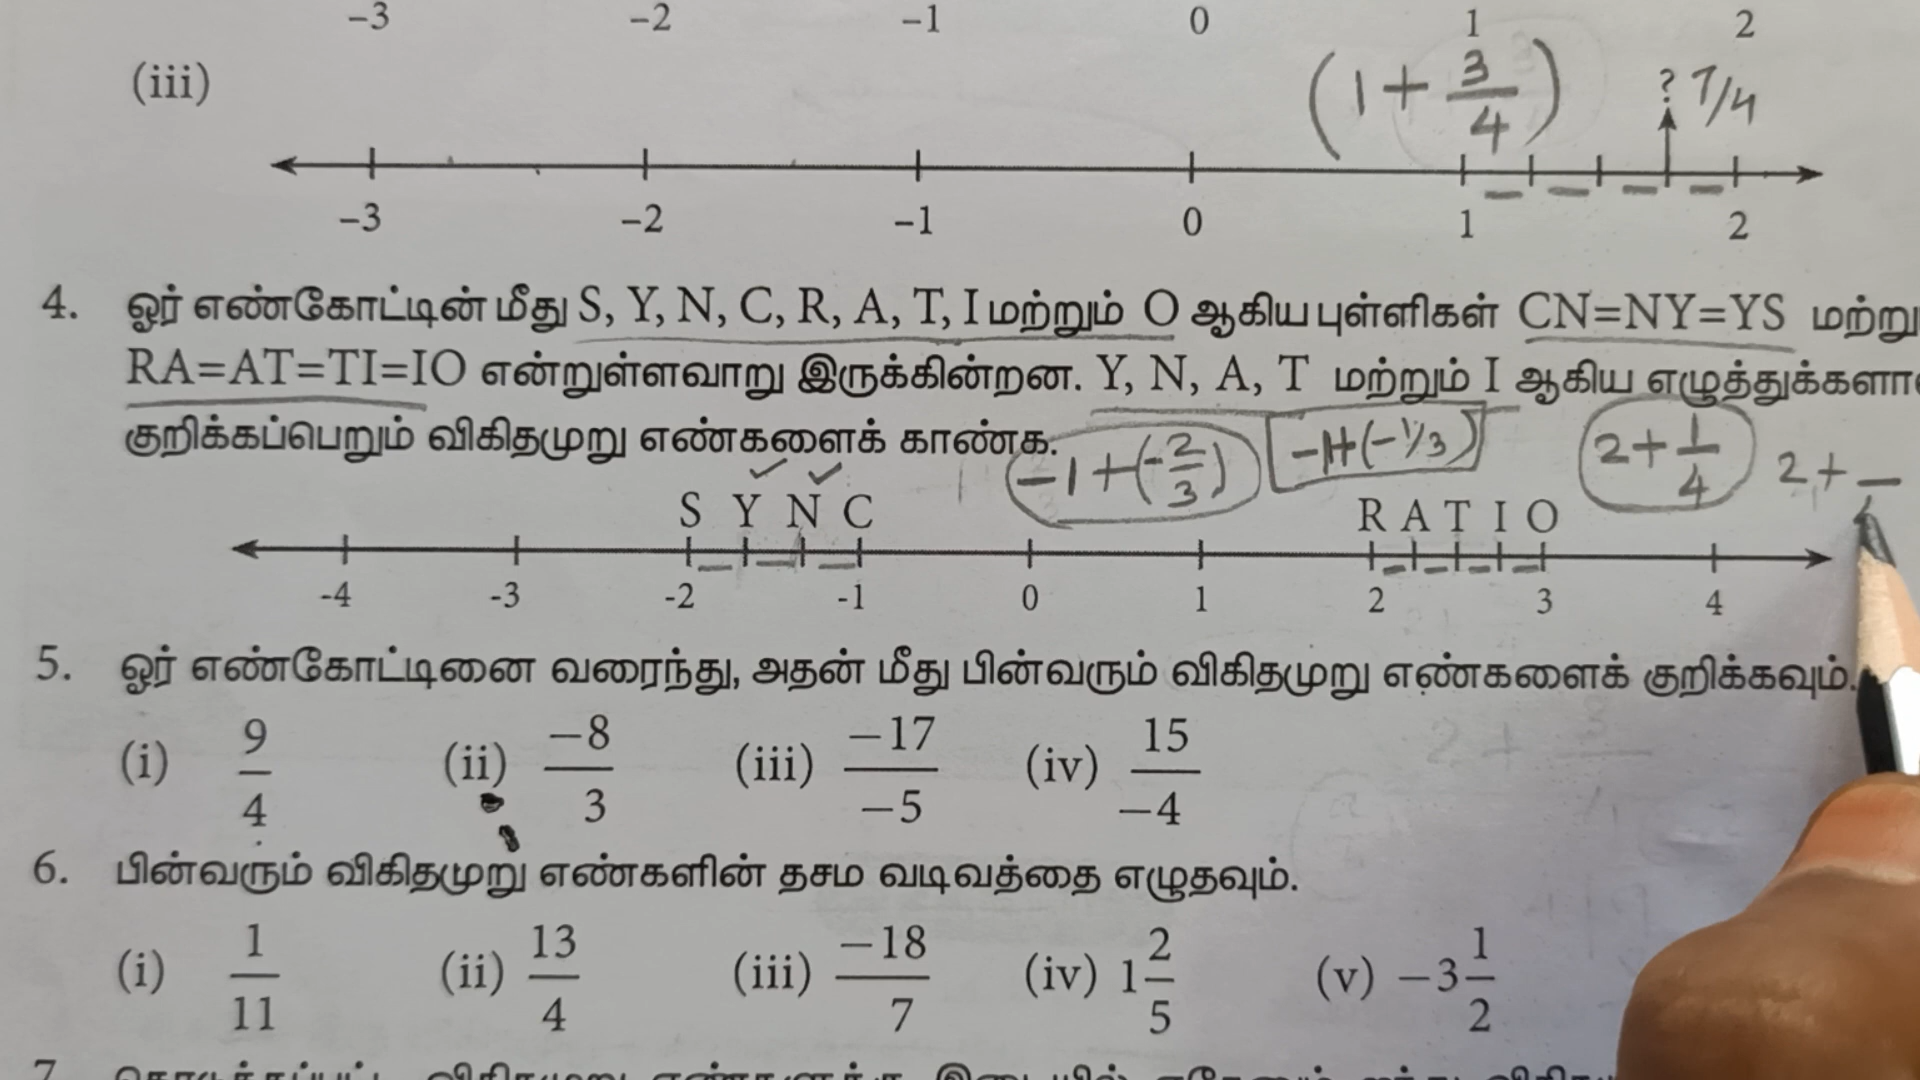 -3 -2 -1 0 1 2
(iii) (1 + 3/4) ? 7/4
-3 -2 -1 0 1 2
4. ஓர் எண்கோட்டின் மீது S, Y, N, C, R, A, T, I மற்றும் O ஆகிய புள்ளிகள் CN=NY=YS மற்று
RA=AT=TI=IO என்றுள்ளவாறு இருக்கின்றன. Y, N, A, T மற்றும் I ஆகிய எழுத்துக்களா
குறிக்கப்பெறும் விகிதமுறு எண்களைக் காண்க.
-1+(-2/3) -1+(-1/3) 2+1/4 2+
S Y N C R A T I O
-4 -3 -2 -1 0 1 2 3 4
5. ஓர் எண்கோட்டினை வரைந்து, அதன் மீது பின்வரும் விகிதமுறு எண்களைக் குறிக்கவும்.
(i) 9/4 (ii) -8/3 (iii) -17/-5 (iv) 15/-4
6. பின்வரும் விகிதமுறு எண்களின் தசம வடிவத்தை எழுதவும்.
(i) 1/11 (ii) 13/4 (iii) -18/7 (iv) 1 2/5 (v) -3 1/2
7.